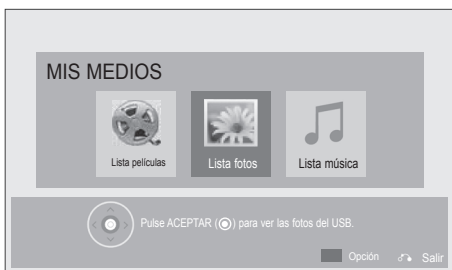 MIS MEDIOS
Lista películas
Lista fotos
Lista música
Pulse ACEPTAR (◉) para ver las fotos del USB.
Opción
Salir